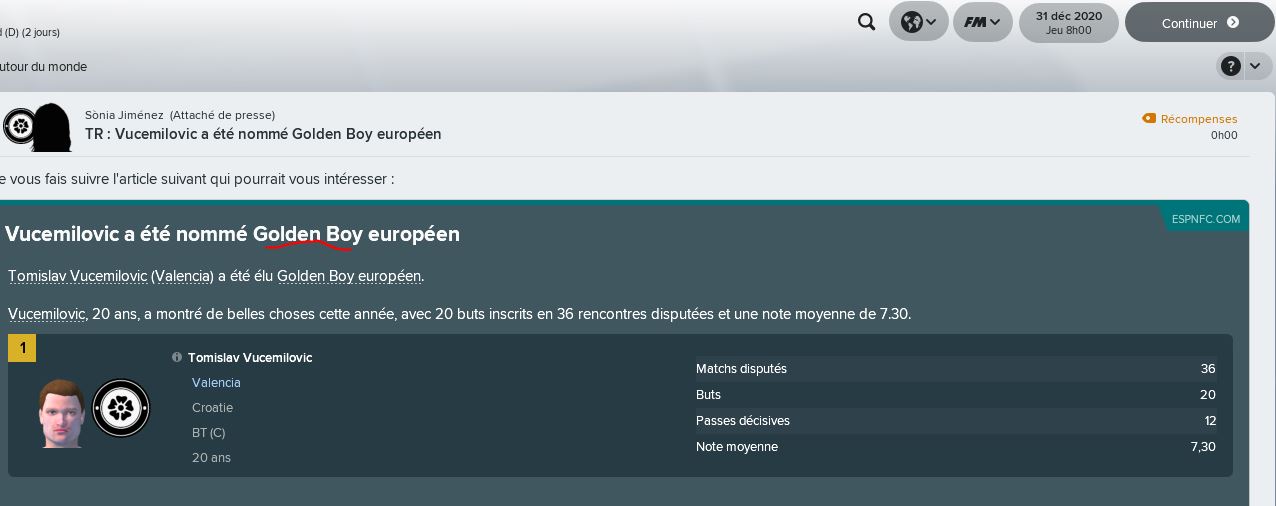 (D) (2 jours)
FM
31 déc 2020
Jeu 8h00
Continuer
utour du monde
?
Sònia Jiménez (Attaché de presse)
TR : Vucemilovic a été nommé Golden Boy européen
Récompenses
0h00
e vous fais suivre l'article suivant qui pourrait vous intéresser :
ESPNFC.COM
Vucemilovic a été nommé Golden Boy européen
Tomislav Vucemilovic (Valencia) a été élu Golden Boy européen.
Vucemilovic, 20 ans, a montré de belles choses cette année, avec 20 buts inscrits en 36 rencontres disputées et une note moyenne de 7.30.
1
Tomislav Vucemilovic
Valencia
Croatie
BT (C)
20 ans
Matchs disputés 36
Buts 20
Passes décisives 12
Note moyenne 7,30